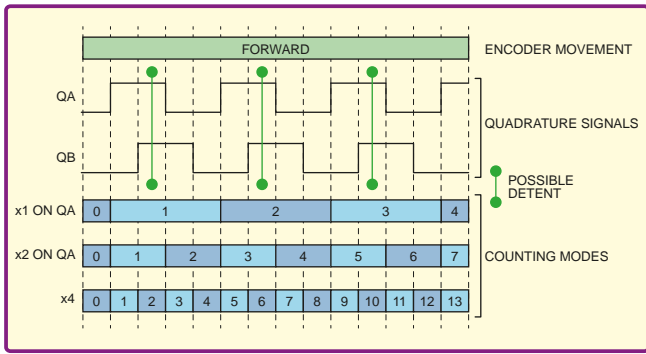 FORWARD ENCODER MOVEMENT
QA
QUADRATURE SIGNALS
QB
POSSIBLE
DETENT
x1 ON QA 0 1 2 3 4
x2 ON QA 0 1 2 3 4 5 6 7 COUNTING MODES
x4 0 1 2 3 4 5 6 7 8 9 10 11 12 13